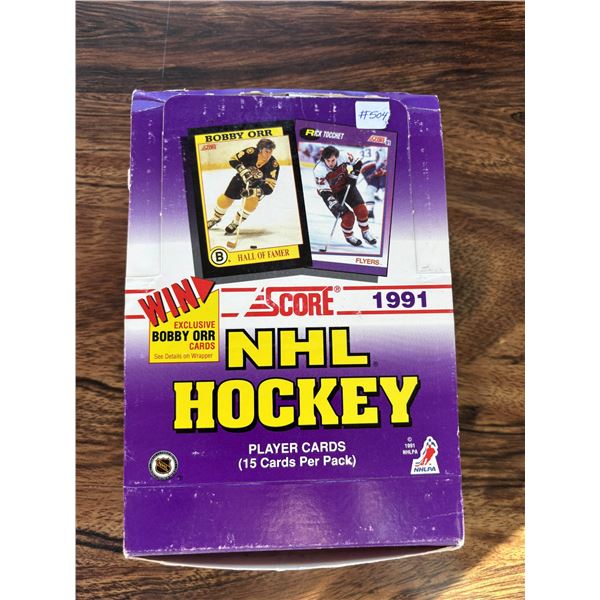 #504
BOBBY ORR
SCORE
HALL OF FAMER
B
RICK TOCCHET
SCORE
FLYERS
WIN
EXCLUSIVE
BOBBY ORR
CARDS
See Details on Wrapper
SCORE®
1991
NHL
HOCKEY
PLAYER CARDS
(15 Cards Per Pack)
©
1991
NHLPA
NHLPA